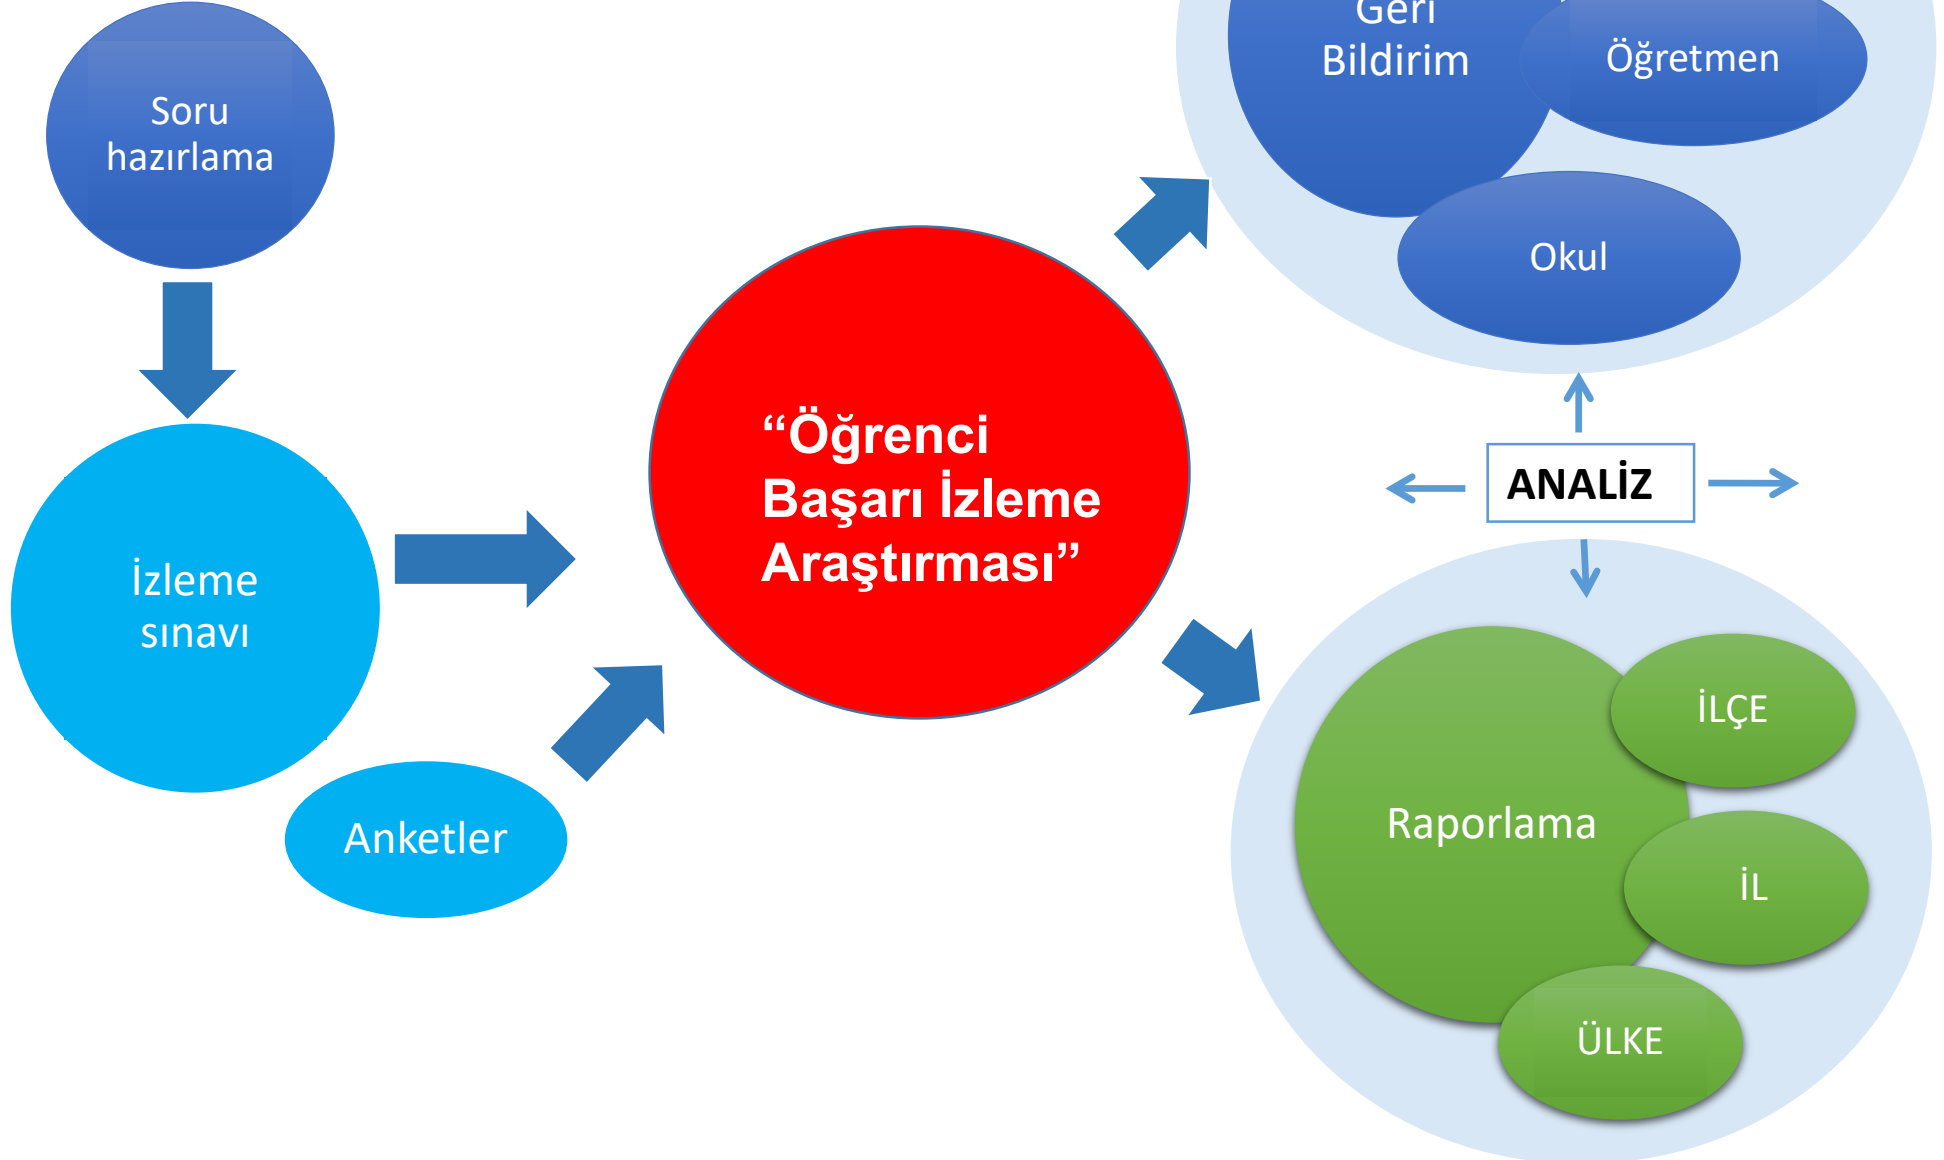 Soru
hazırlama
İzleme
sınavı
Anketler
“Öğrenci
Başarı İzleme
Araştırması”
Geri
Bildirim
Öğretmen
Okul
ANALİZ
Raporlama
İLÇE
İL
ÜLKE